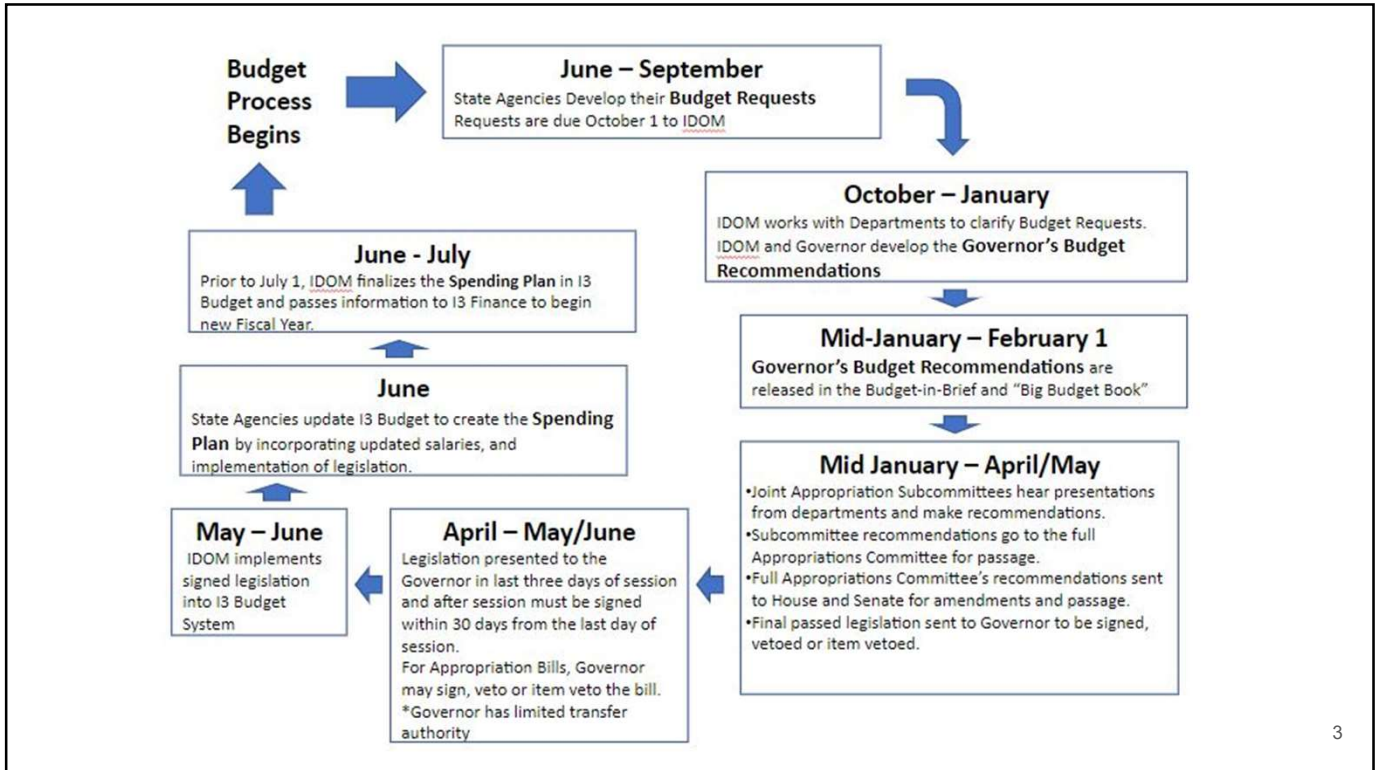 Budget
Process
Begins
June – September
State Agencies Develop their Budget Requests
Requests are due October 1 to IDOM
October – January
IDOM works with Departments to clarify Budget Requests.
IDOM and Governor develop the Governor's Budget
Recommendations
Mid-January – February 1
Governor's Budget Recommendations are
released in the Budget-in-Brief and “Big Budget Book”
Mid January – April/May
•Joint Appropriation Subcommittees hear presentations
from departments and make recommendations.
•Subcommittee recommendations go to the full
Appropriations Committee for passage.
•Full Appropriations Committee's recommendations sent
to House and Senate for amendments and passage.
•Final passed legislation sent to Governor to be signed,
vetoed or item vetoed.
April – May/June
Legislation presented to the
Governor in last three days of session
and after session must be signed
within 30 days from the last day of
session.
For Appropriation Bills, Governor
may sign, veto or item veto the bill.
*Governor has limited transfer
authority
May – June
IDOM implements
signed legislation
into I3 Budget
System
June
State Agencies update I3 Budget to create the Spending
Plan by incorporating updated salaries, and
implementation of legislation.
June - July
Prior to July 1, IDOM finalizes the Spending Plan in I3
Budget and passes information to I3 Finance to begin
new Fiscal Year.
3